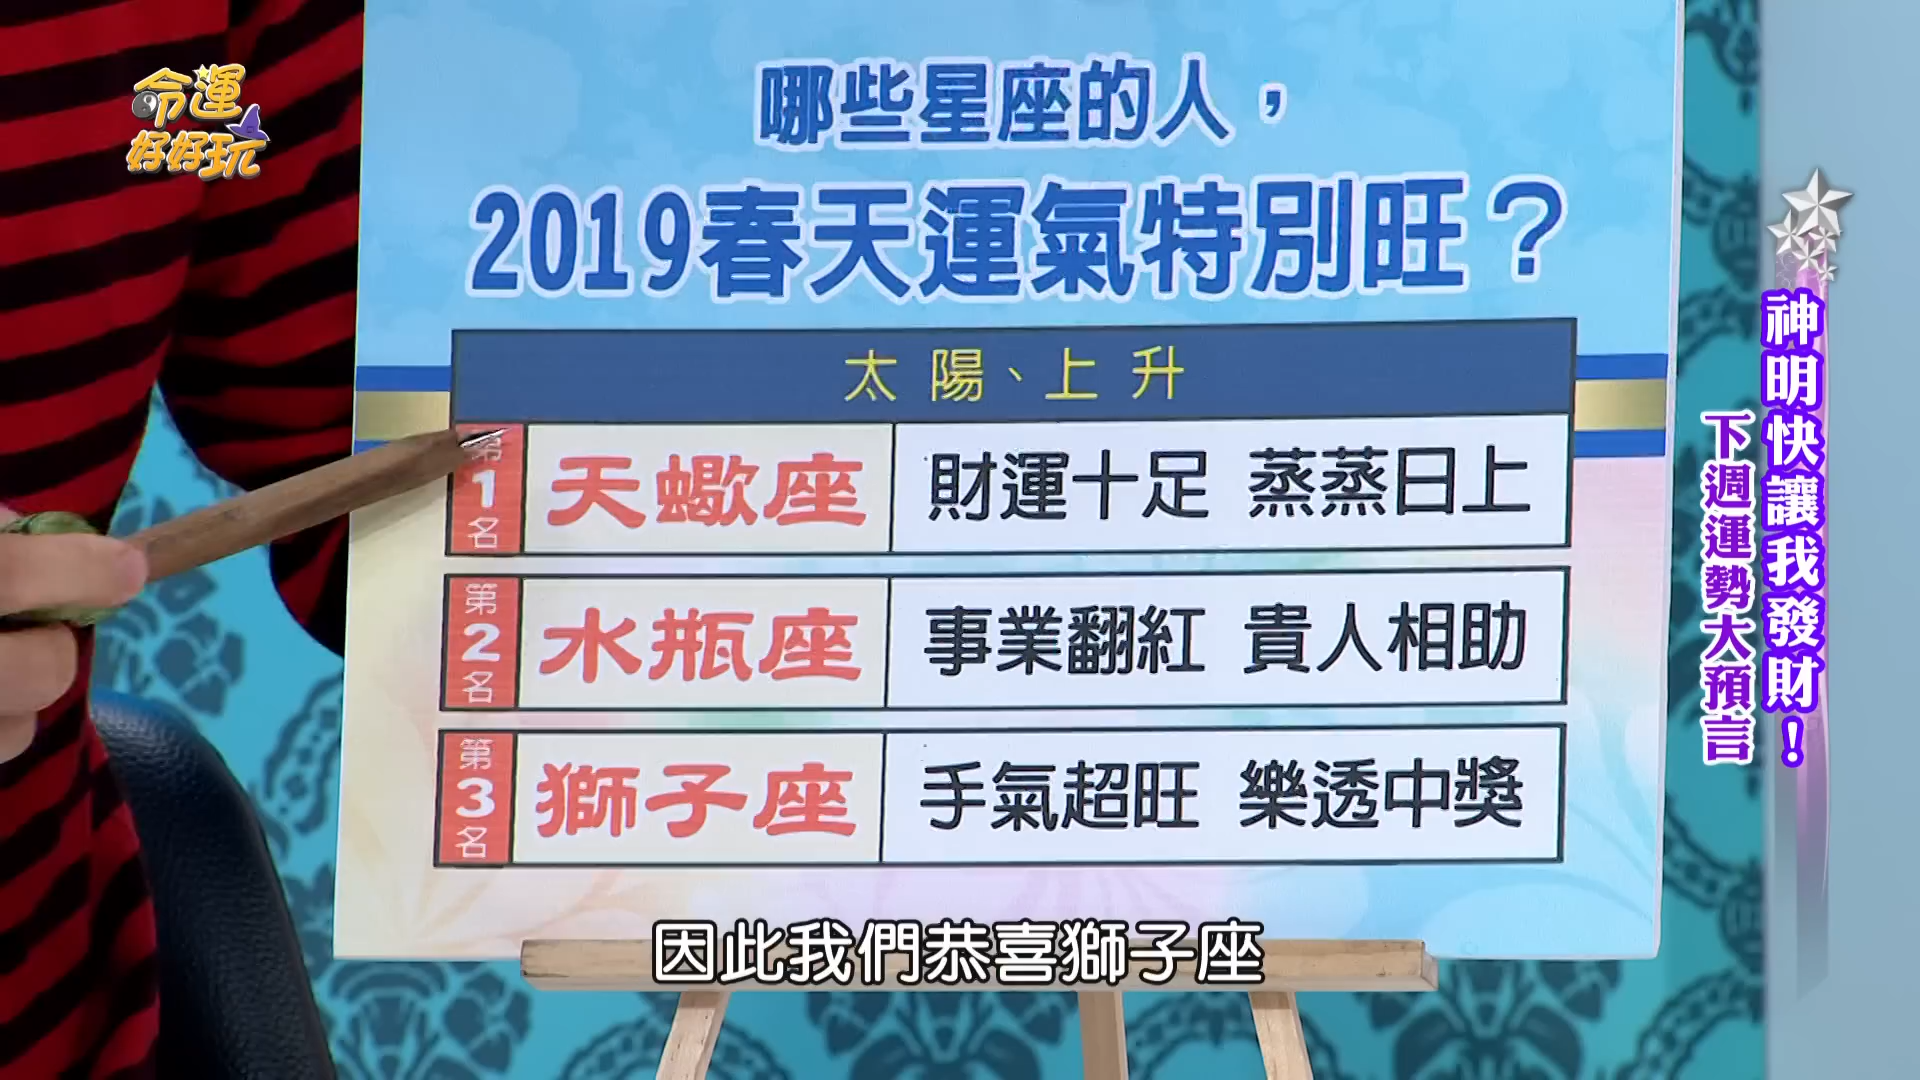 命運
好好玩
哪些星座的人，
2019春天運氣特別旺？
太陽、上升
第1名 天蠍座 財運十足 蒸蒸日上
第2名 水瓶座 事業翻紅 貴人相助
第3名 獅子座 手氣超旺 樂透中獎
神明快讓我發財！
下週運勢大預言
因此我們恭喜獅子座